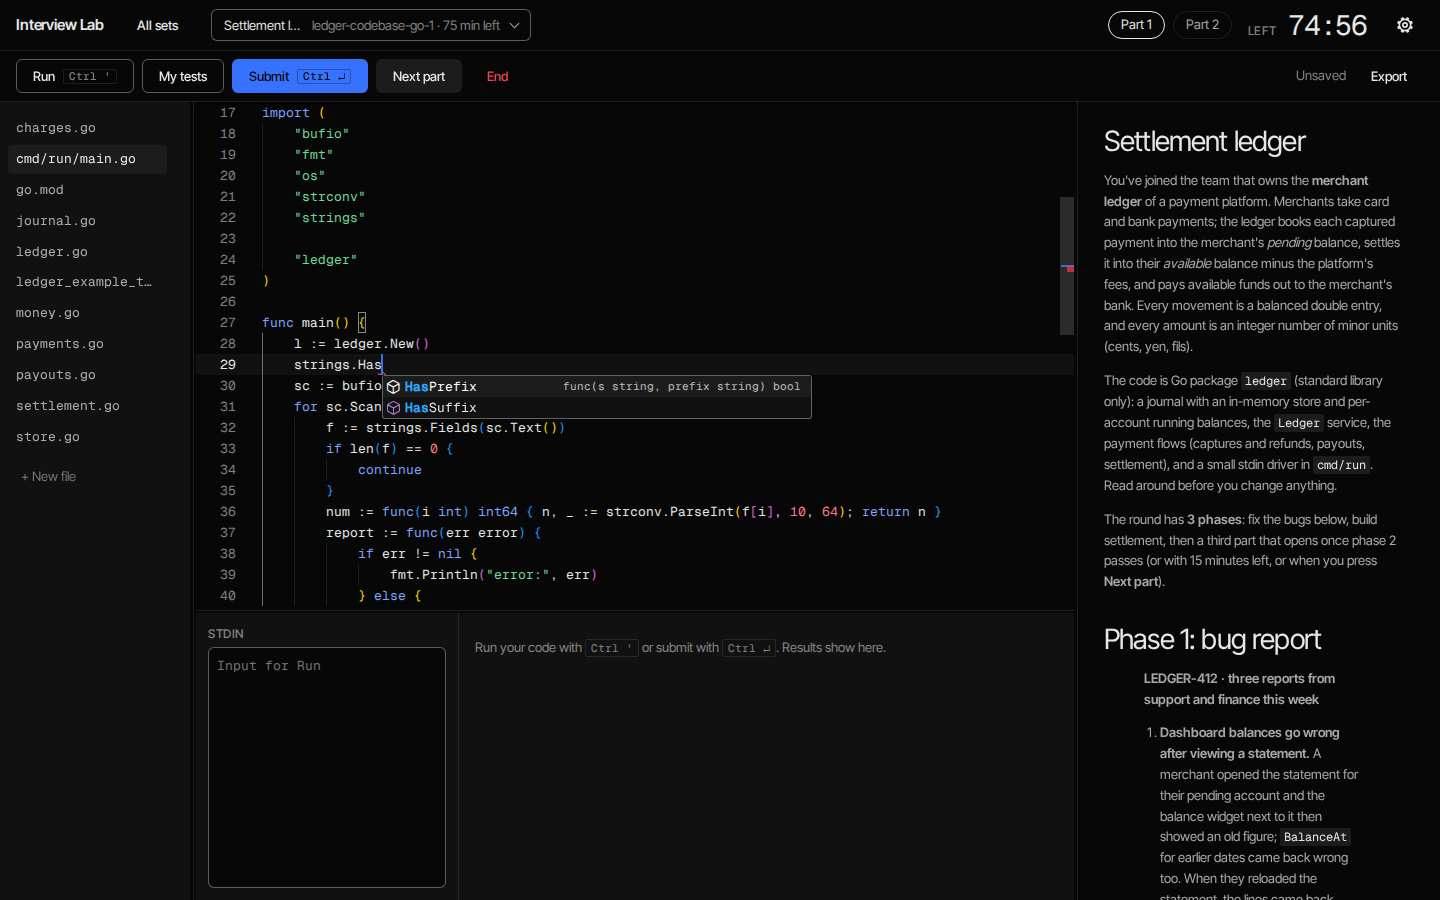 Interview Lab
All sets
Settlement l... ledger-codebase-go-1 · 75 min left
Part 1
Part 2
LEFT 74:56
Run Ctrl '
My tests
Submit Ctrl ↵
Next part
End
Unsaved
Export
charges.go
cmd/run/main.go
go.mod
journal.go
ledger.go
ledger_example_t…
money.go
payments.go
payouts.go
settlement.go
store.go
+ New file
17 import (
18 "bufio"
19 "fmt"
20 "os"
21 "strconv"
22 "strings"
23
24 "ledger"
25 )
26
27 func main() {
28 l := ledger.New()
29 strings.Has
30 sc := bufio
31 for sc.Scan
32 f := strings.Fields(sc.Text())
33 if len(f) == 0 {
34 continue
35 }
36 num := func(i int) int64 { n, _ := strconv.ParseInt(f[i], 10, 64); return n }
37 report := func(err error) {
38 if err != nil {
39 fmt.Println("error:", err)
40 } else {
HasPrefix func(s string, prefix string) bool
HasSuffix
STDIN
Input for Run
Run your code with Ctrl ' or submit with Ctrl ↵. Results show here.
Settlement ledger
You've joined the team that owns the merchant
ledger of a payment platform. Merchants take card
and bank payments; the ledger books each captured
payment into the merchant's pending balance, settles
it into their available balance minus the platform's
fees, and pays available funds out to the merchant's
bank. Every movement is a balanced double entry,
and every amount is an integer number of minor units
(cents, yen, fils).
The code is Go package ledger (standard library
only): a journal with an in-memory store and per-
account running balances, the Ledger service, the
payment flows (captures and refunds, payouts,
settlement), and a small stdin driver in cmd/run.
Read around before you change anything.
The round has 3 phases: fix the bugs below, build
settlement, then a third part that opens once phase 2
passes (or with 15 minutes left, or when you press
Next part).
Phase 1: bug report
LEDGER-412 · three reports from
support and finance this week
1. Dashboard balances go wrong
after viewing a statement. A
merchant opened the statement for
their pending account and the
balance widget next to it then
showed an old figure; BalanceAt
for earlier dates came back wrong
too. When they reloaded the
statement, the lines came back